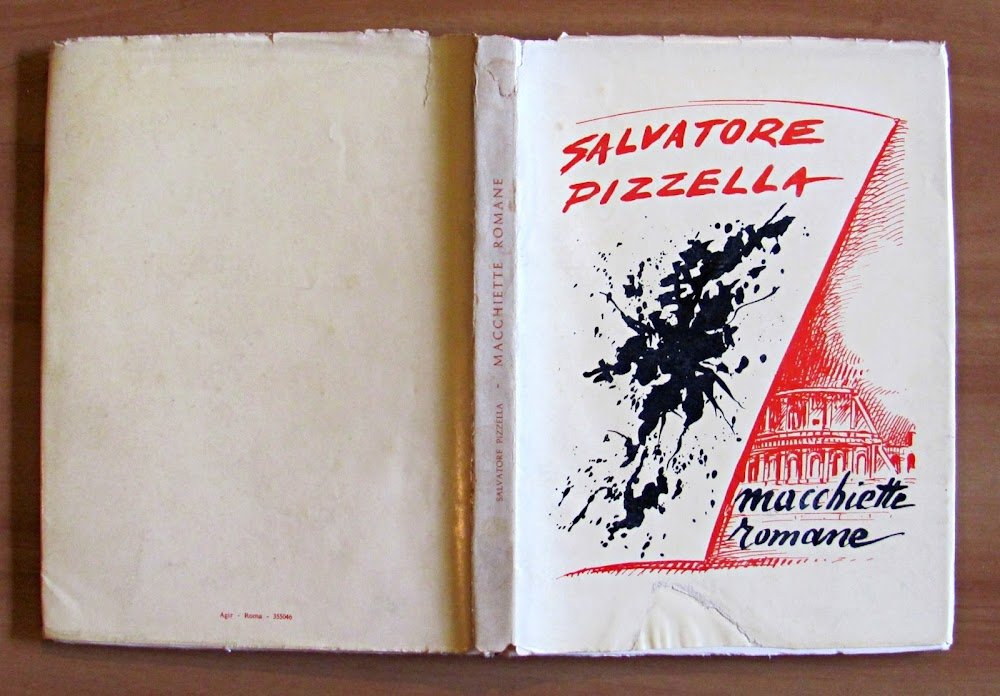 SALVATORE
PIZZELLA
macchiette
romane
SALVATORE PIZZELLA - MACCHIETTE ROMANE
Agir - Roma - 355046